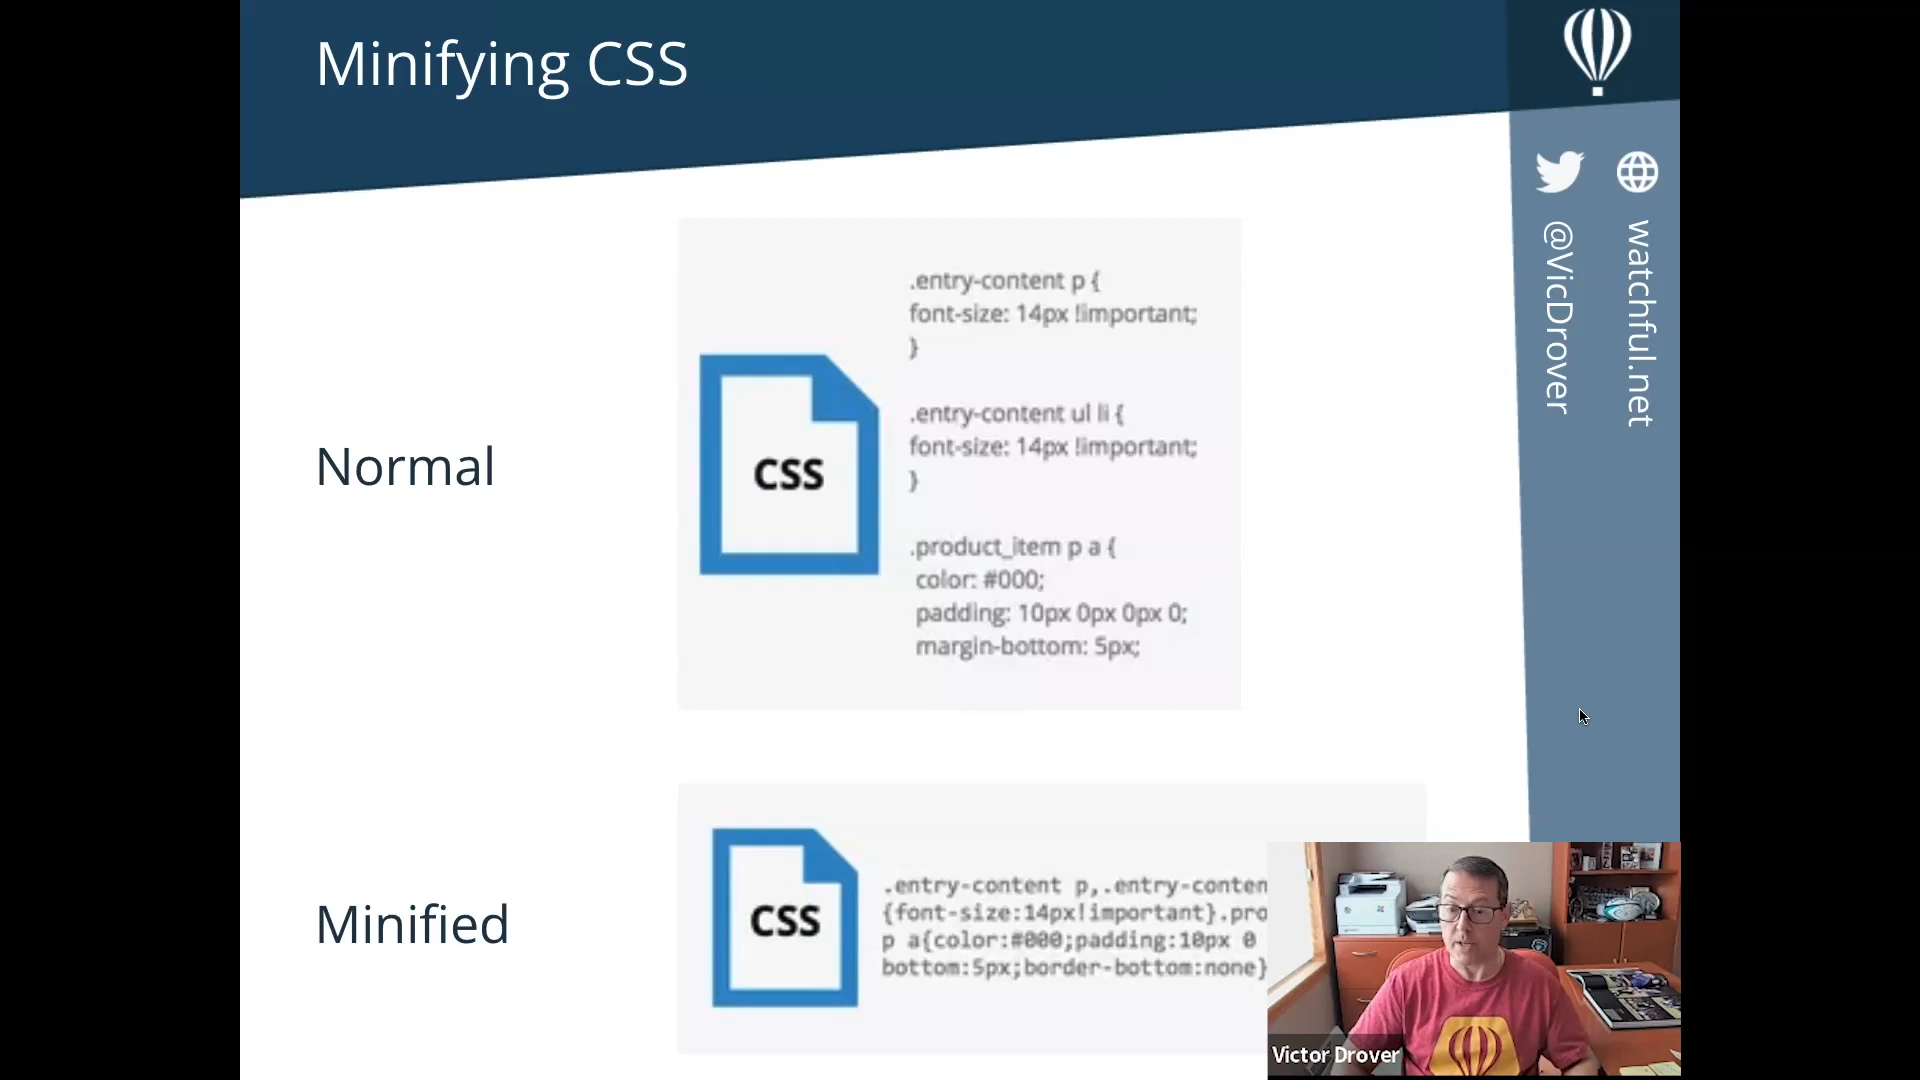 Minifying CSS
@VicDrover
watchful.net
Normal
CSS
.entry-content p {
font-size: 14px !important;
}
.entry-content ul li {
font-size: 14px !important;
}
.product_item p a {
color: #000;
padding: 10px 0px 0px 0;
margin-bottom: 5px;
Minified
CSS
.entry-content p,.entry-conten
{font-size:14px!important}.pro
p a{color:#000;padding:10px 0
bottom:5px;border-bottom:none}
Victor Drover